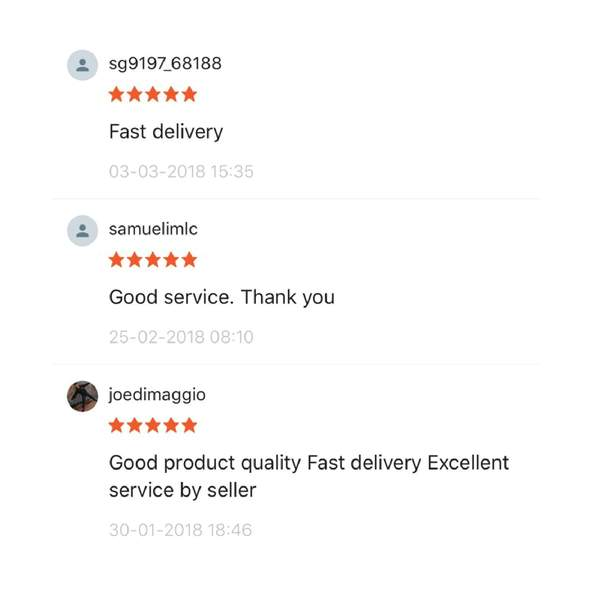 sg9197_68188
Fast delivery
03-03-2018 15:35
samuelimlc
Good service. Thank you
25-02-2018 08:10
joedimaggio
Good product quality Fast delivery Excellent
service by seller
30-01-2018 18:46